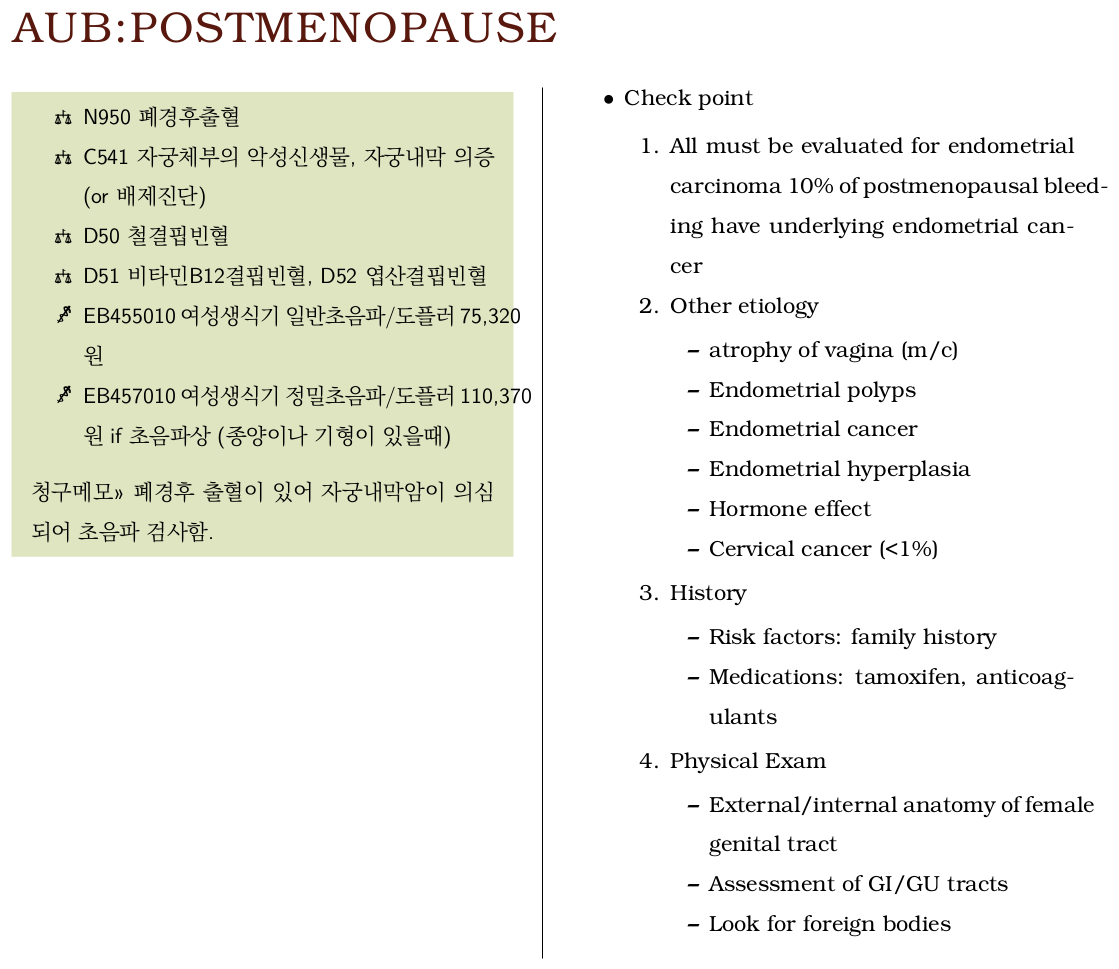 AUB:POSTMENOPAUSE
N950 폐경후출혈
C541 자궁체부의 악성신생물, 자궁내막 의증
(or 배제진단)
D50 철결핍빈혈
D51 비타민B12결핍빈혈, D52 엽산결핍빈혈
EB455010 여성생식기 일반초음파/도플러 75,320
원
EB457010 여성생식기 정밀초음파/도플러 110,370
원 if 초음파상 (종양이나 기형이 있을때)
청구메모» 폐경후 출혈이 있어 자궁내막암이 의심
되어 초음파 검사함.
• Check point
1. All must be evaluated for endometrial
carcinoma 10% of postmenopausal bleed-
ing have underlying endometrial can-
cer
2. Other etiology
– atrophy of vagina (m/c)
– Endometrial polyps
– Endometrial cancer
– Endometrial hyperplasia
– Hormone effect
– Cervical cancer (<1%)
3. History
– Risk factors: family history
– Medications: tamoxifen, anticoag-
ulants
4. Physical Exam
– External/internal anatomy of female
genital tract
– Assessment of GI/GU tracts
– Look for foreign bodies